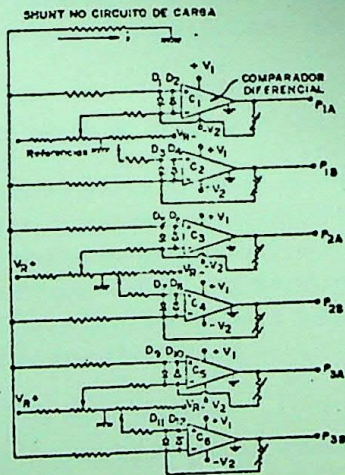 SHUNT NO CIRCUITO DE CARGA
i
D1 D2 +V1
C1
COMPARADOR
DIFERENCIAL
P1A
VR- -V2
Referencias
D3 D4 +V1
C2
P1B
-V2
+V1
C3
P2A
VR+ VR- -V2
D7 D8 +V1
C4
P2B
-V2
D9 D10 +V1
C5
P3A
VR+ VR- V2
D11 D12 +V1
C6
P3B
-V2